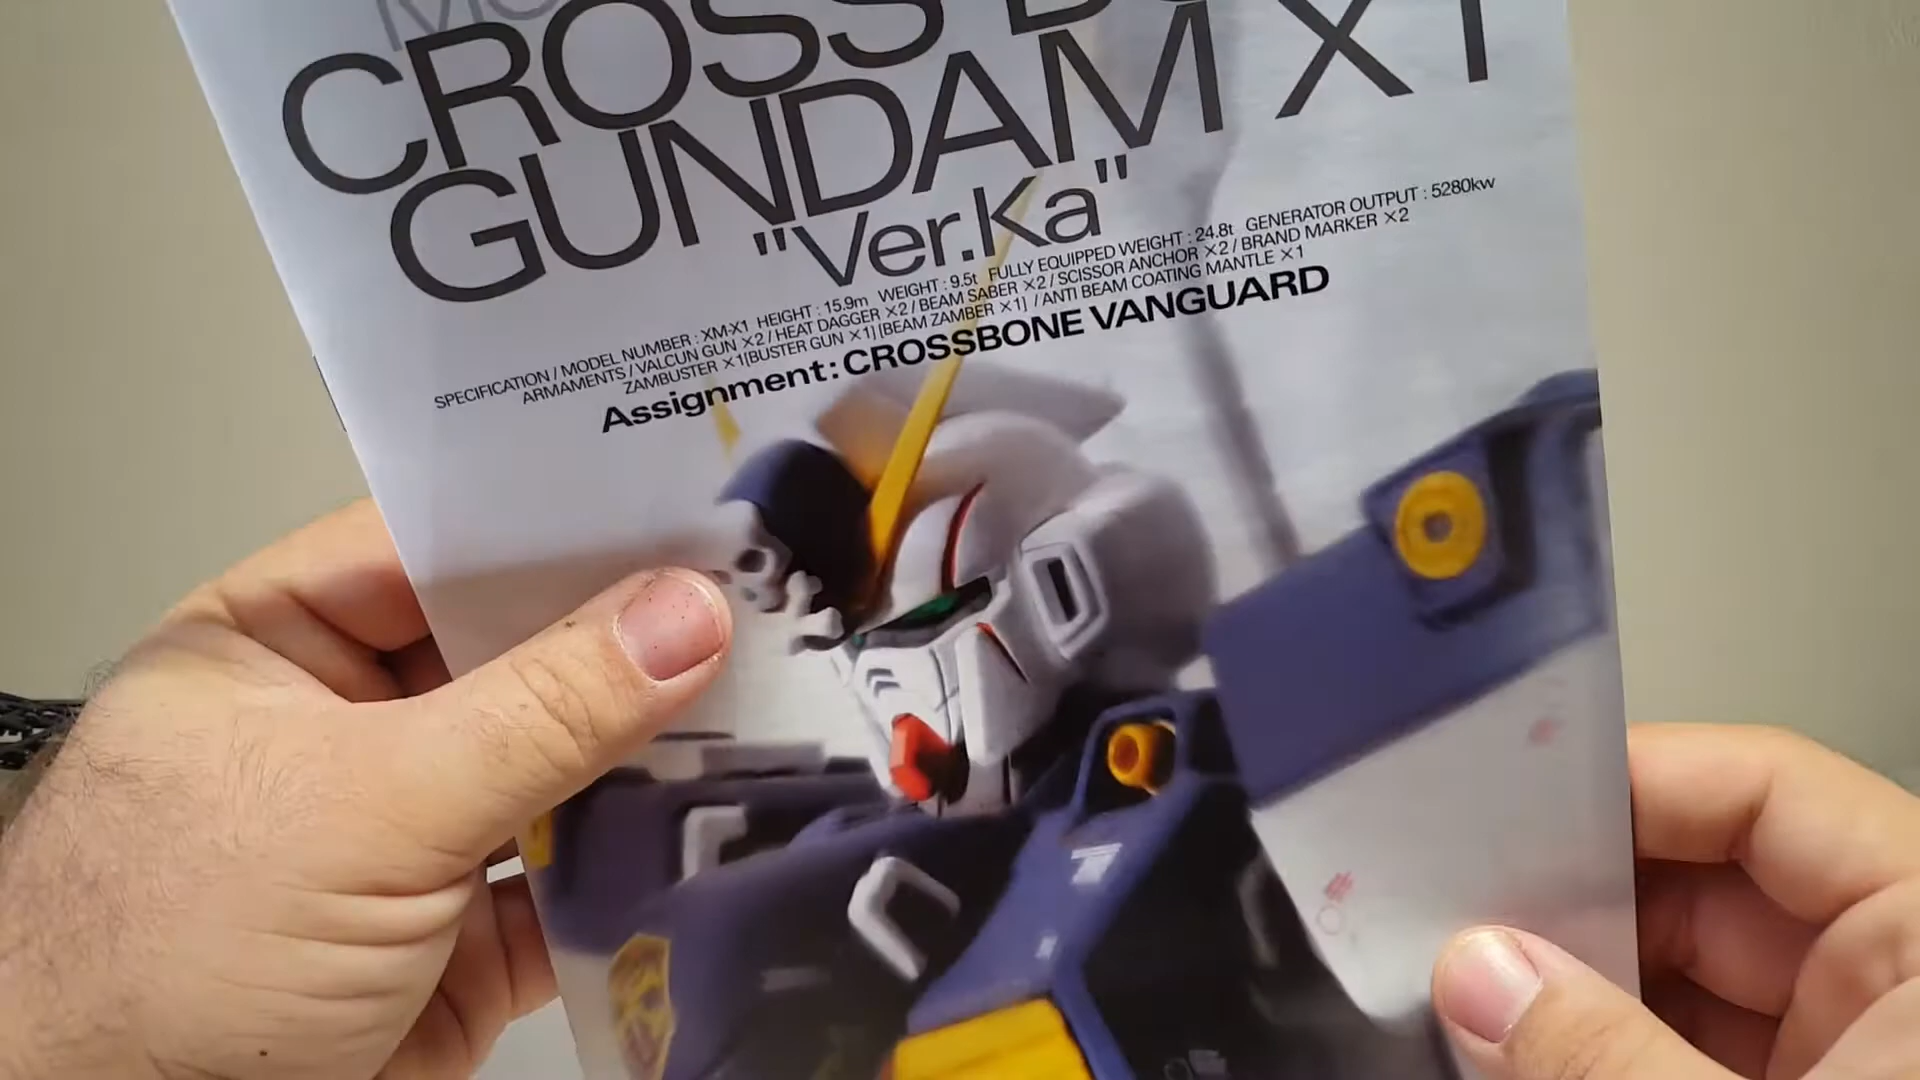 CROSS
GUNDAM X1
"Ver.Ka"
SPECIFICATION / MODEL NUMBER : XM-X1 HEIGHT : 15.9m WEIGHT : 9.5t FULLY EQUIPPED WEIGHT : 24.8t GENERATOR OUTPUT : 5280kw
ARMAMENTS / VALCUN GUN ×2 / HEAT DAGGER ×2 / BEAM SABER ×2 / SCISSOR ANCHOR ×2 / BRAND MARKER ×2
ZAMBUSTER ×1[BUSTER GUN ×1] [BEAM ZAMBER ×1] / ANTI BEAM COATING MANTLE ×1
Assignment : CROSSBONE VANGUARD